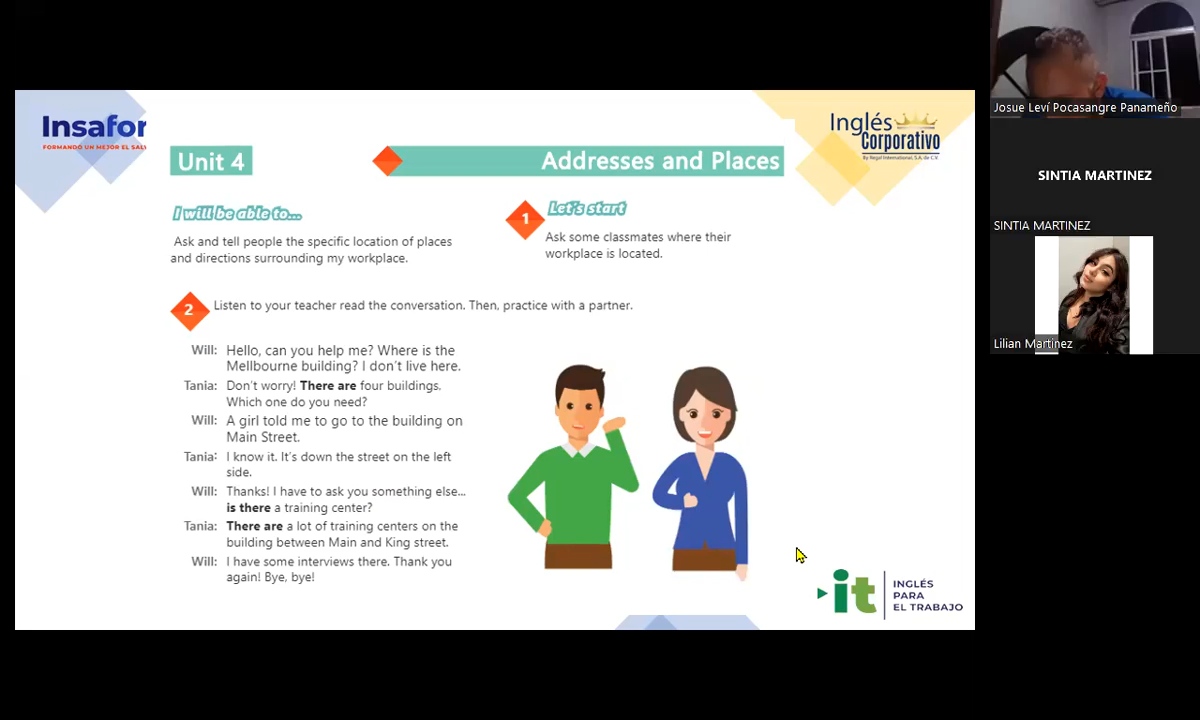 Insafor
FORMANDO UN MEJOR EL SAL
Inglés
Corporativo
By Regal International, S.A. de C.V.
Unit 4
Addresses and Places
I will be able to...
Ask and tell people the specific location of places
and directions surrounding my workplace.
1
Let's start
Ask some classmates where their
workplace is located.
2
Listen to your teacher read the conversation. Then, practice with a partner.
Will: Hello, can you help me? Where is the
Mellbourne building? I don't live here.
Tania: Don't worry! There are four buildings.
Which one do you need?
Will: A girl told me to go to the building on
Main Street.
Tania: I know it. It's down the street on the left
side.
Will: Thanks! I have to ask you something else...
is there a training center?
Tania: There are a lot of training centers on the
building between Main and King street.
Will: I have some interviews there. Thank you
again! Bye, bye!
it
INGLÉS
PARA
EL TRABAJO
Josue Leví Pocasangre Panameño
SINTIA MARTINEZ
SINTIA MARTINEZ
Lilian Martinez